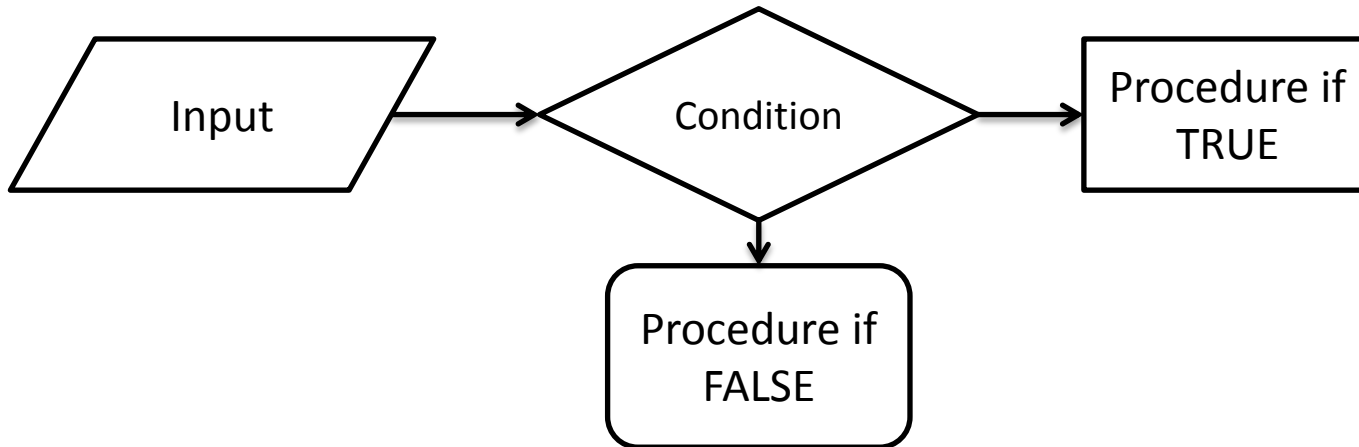 Input
Condition
Procedure if
TRUE
Procedure if
FALSE